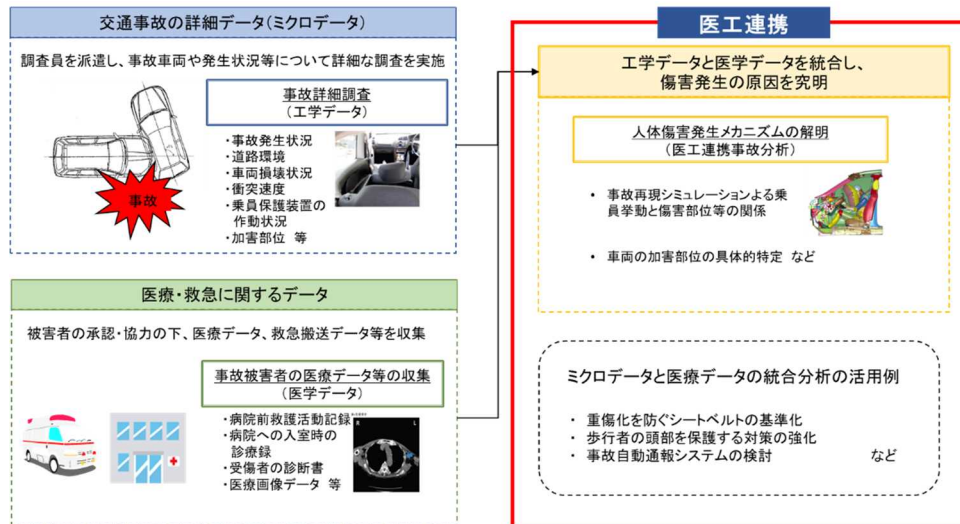 交通事故の詳細データ(ミクロデータ)
調査員を派遣し、事故車両や発生状況等について詳細な調査を実施
事故詳細調査
(工学データ)
・事故発生状況
・道路環境
・車両損壊状況
・衝突速度
・乗員保護装置の
作動状況
・加害部位 等
事故
医療・救急に関するデータ
被害者の承認・協力の下、医療データ、救急搬送データ等を収集
事故被害者の医療データ等の収集
(医学データ)
・病院前救護活動記録
・病院への入室時の
診療録
・受傷者の診断書
・医療画像データ 等
R
L
医工連携
工学データと医学データを統合し、
傷害発生の原因を究明
人体傷害発生メカニズムの解明
(医工連携事故分析)
• 事故再現シミュレーションよる乗
員挙動と傷害部位等の関係
• 車両の加害部位の具体的特定 など
ミクロデータと医療データの統合分析の活用例
• 重傷化を防ぐシートベルトの基準化
• 歩行者の頭部を保護する対策の強化
• 事故自動通報システムの検討 など